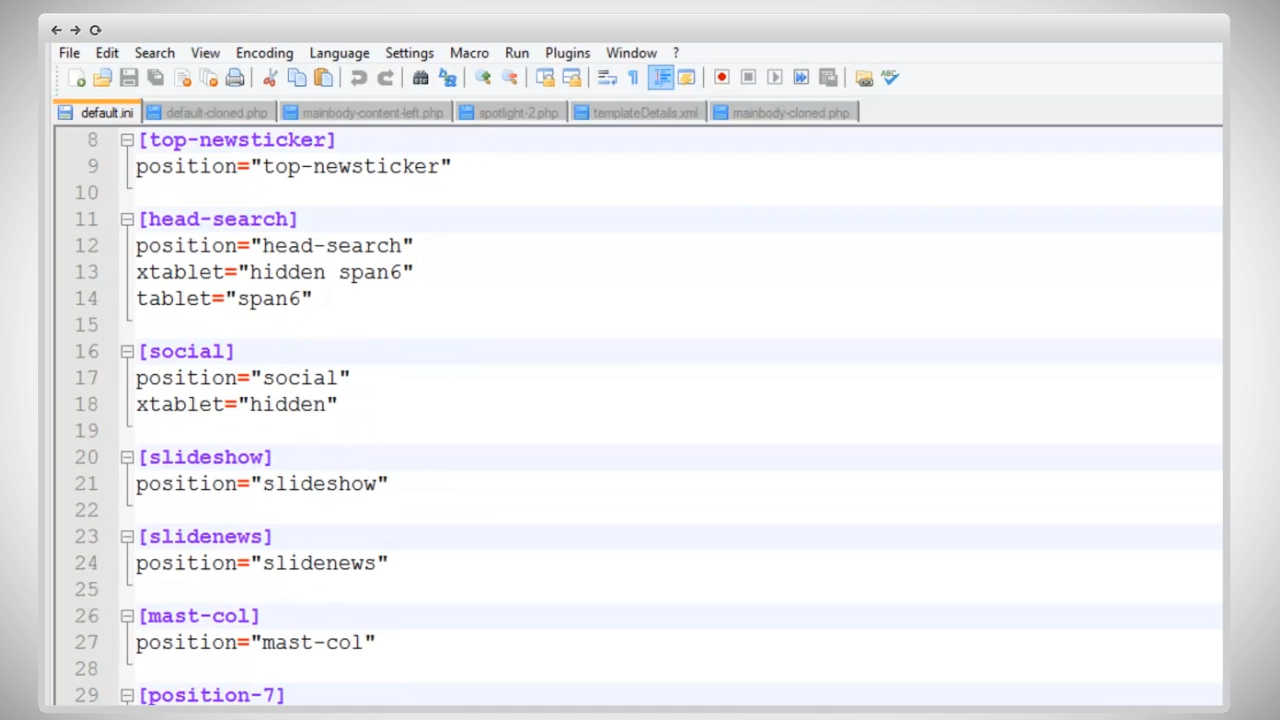 File Edit Search View Encoding Language Settings Macro Run Plugins Window ?
default.ini default-cloned.php mainbody-content-left.php spotlight-2.php templateDetails.xml mainbody-cloned.php
8 [top-newsticker]
9 position="top-newsticker"
10
11 [head-search]
12 position="head-search"
13 xtablet="hidden span6"
14 tablet="span6"
15
16 [social]
17 position="social"
18 xtablet="hidden"
19
20 [slideshow]
21 position="slideshow"
22
23 [slidenews]
24 position="slidenews"
25
26 [mast-col]
27 position="mast-col"
28
29 [position-7]